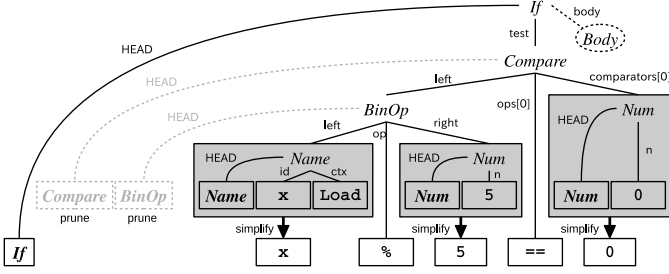 If
body
HEAD
test
Body
Compare
HEAD
left
ops[0]
comparators[0]
HEAD
BinOp
Num
left
op
right
HEAD
HEAD
Name
HEAD
Num
n
id
ctx
n
Compare
BinOp
Name
x
Load
Num
5
Num
0
prune
prune
simplify
simplify
simplify
If
x
%
5
==
0